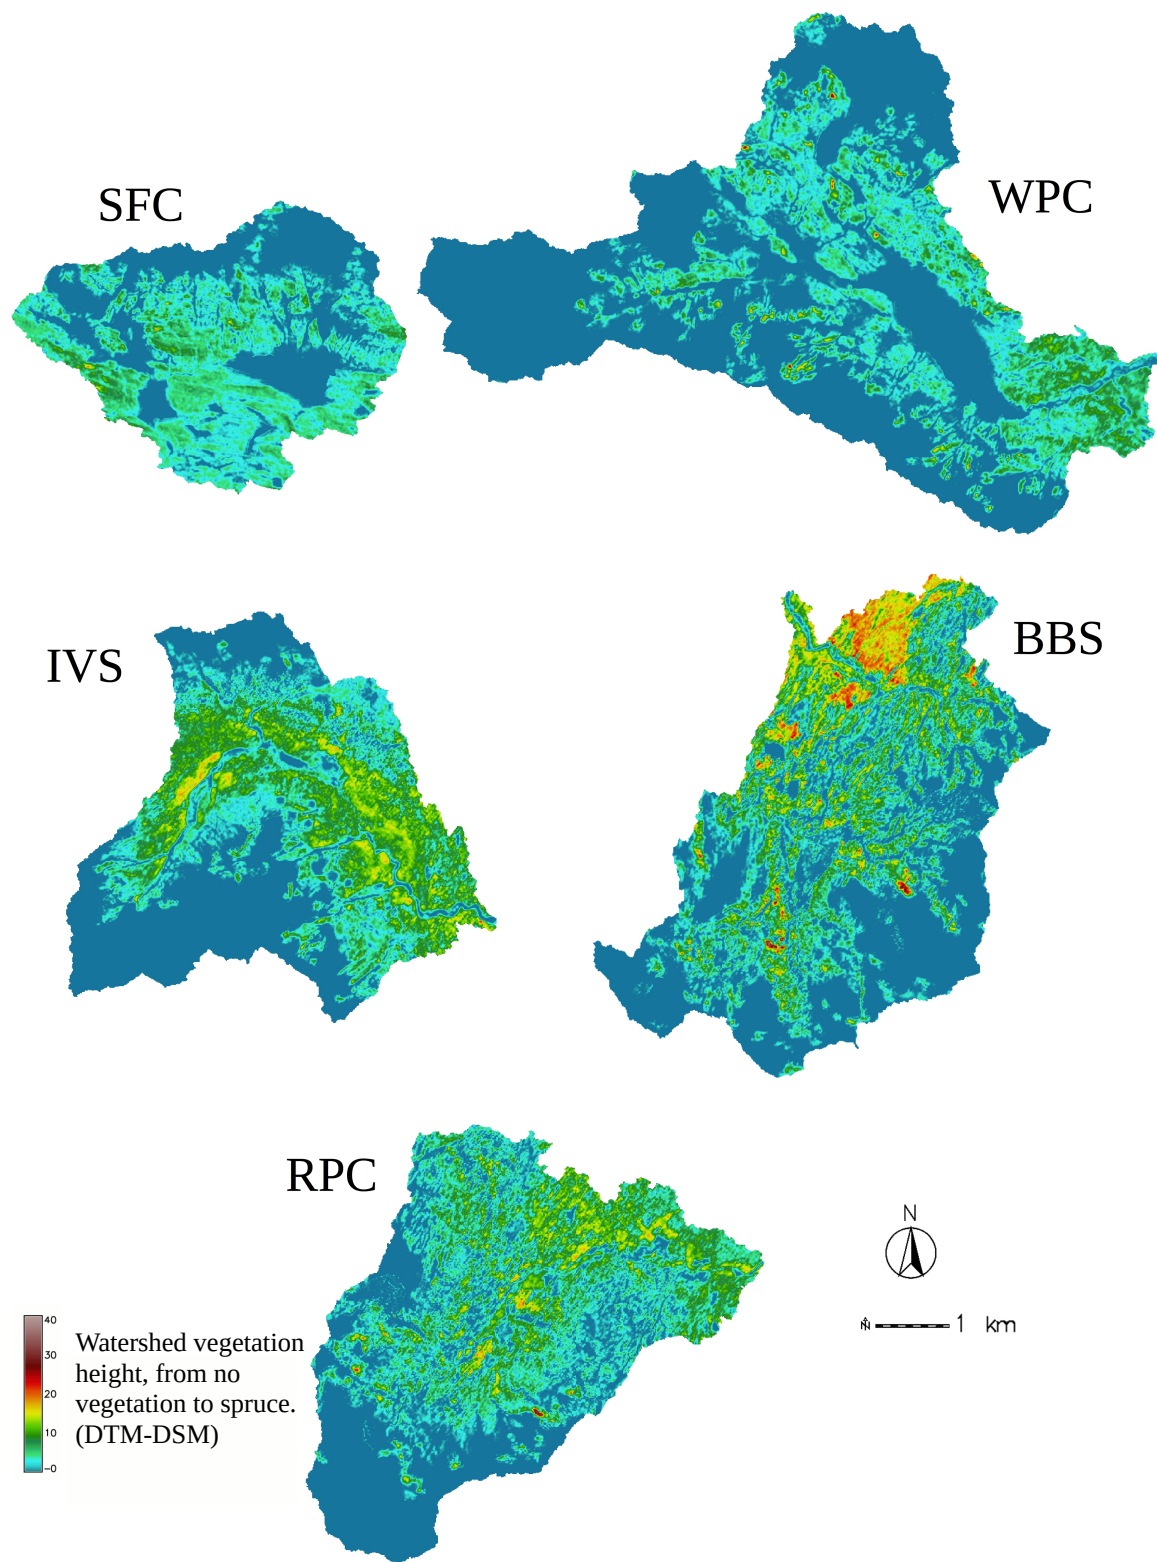 SFC
WPC
IVS
BBS
RPC
N
N 1 km
40
30
20
10
-0
Watershed vegetation
height, from no
vegetation to spruce.
(DTM-DSM)